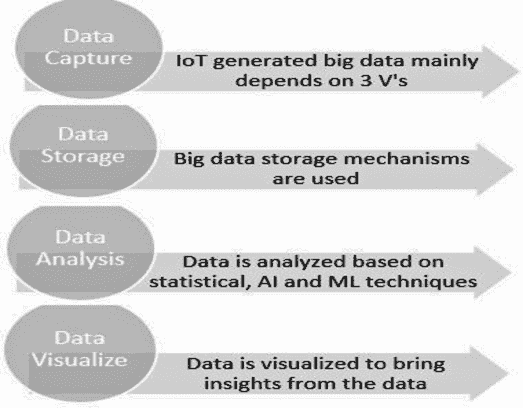 Data
Capture
IoT generated big data mainly
depends on 3 V's
Data
Storage
Big data storage mechanisms
are used
Data
Analysis
Data is analyzed based on
statistical, AI and ML techniques
Data
Visualize
Data is visualized to bring
insights from the data